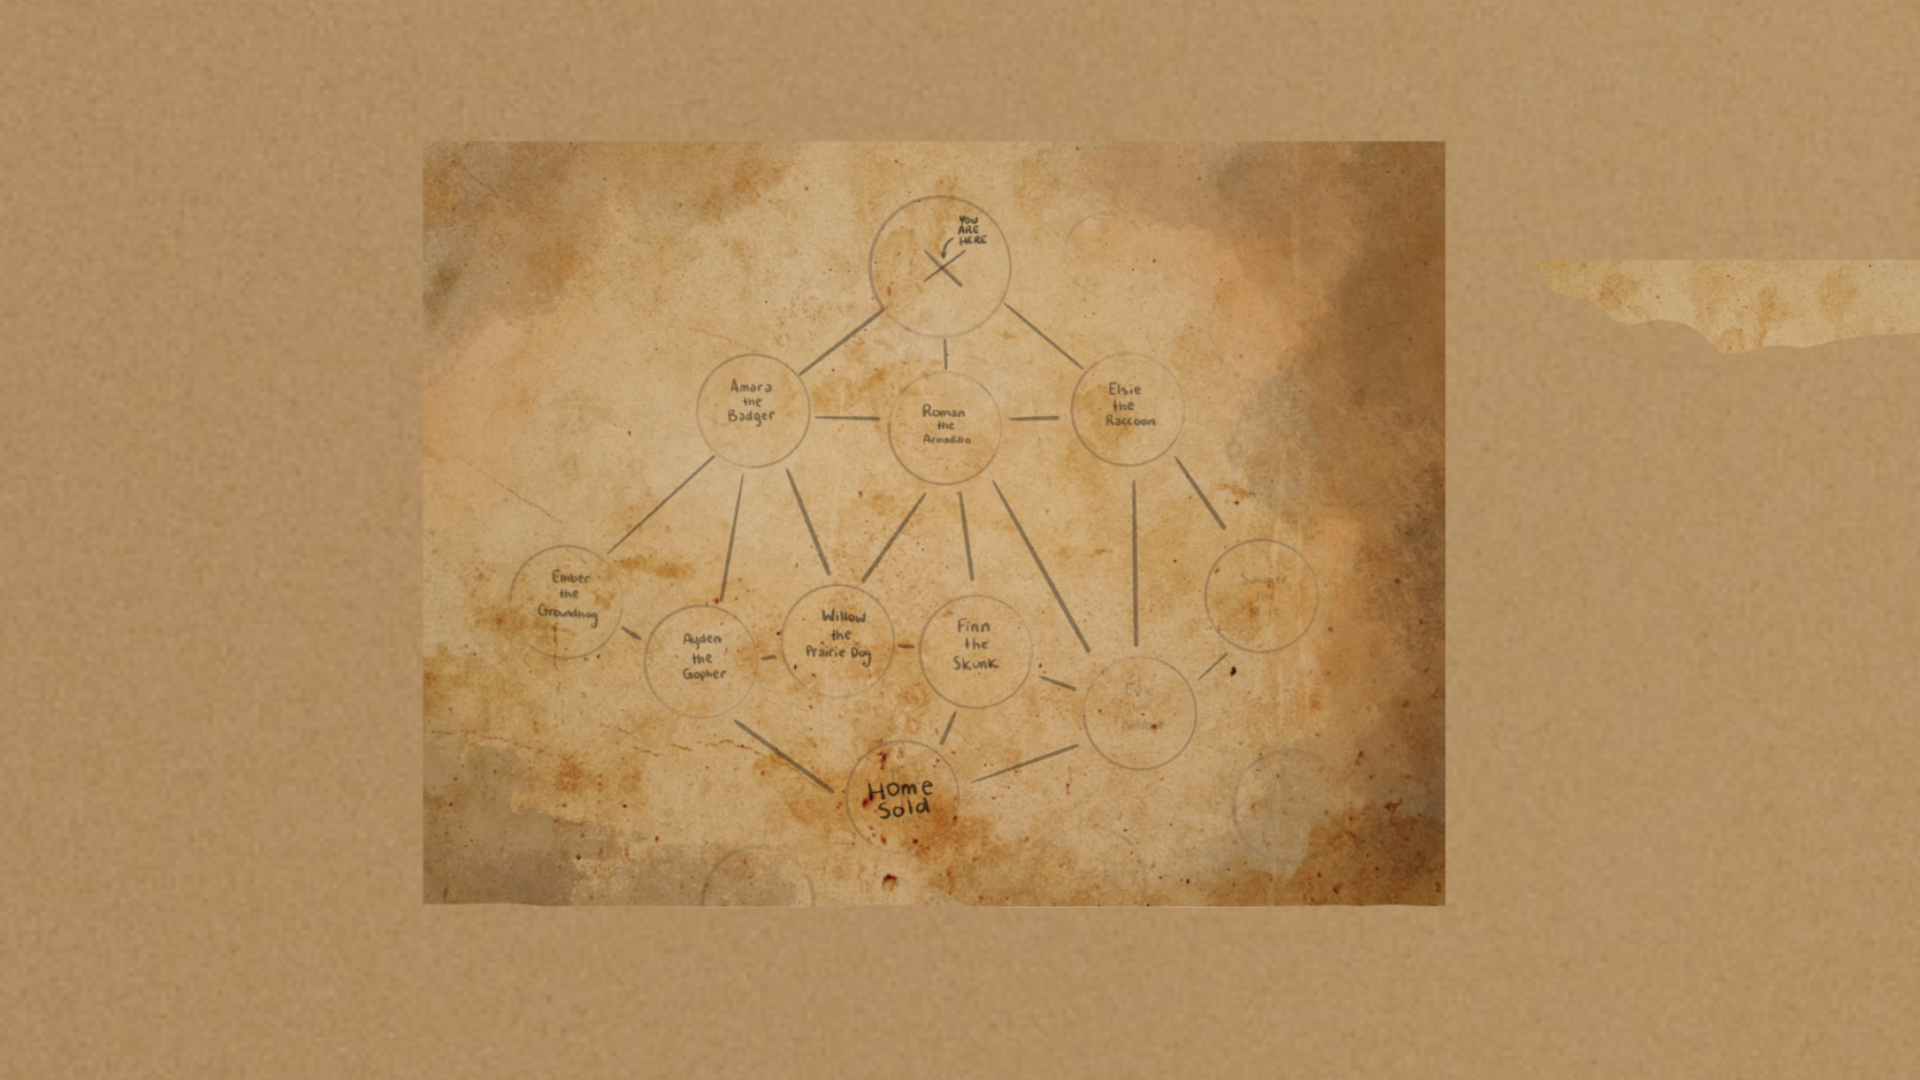 YOU
ARE
HERE
Amara
the
Badger
Roman
the
Armadillo
Elsie
the
Raccoon
Ember
the
Groundhog
Ayden
the
Gopher
Willow
the
Prairie Dog
Finn
the
Skunk
Home
Sold